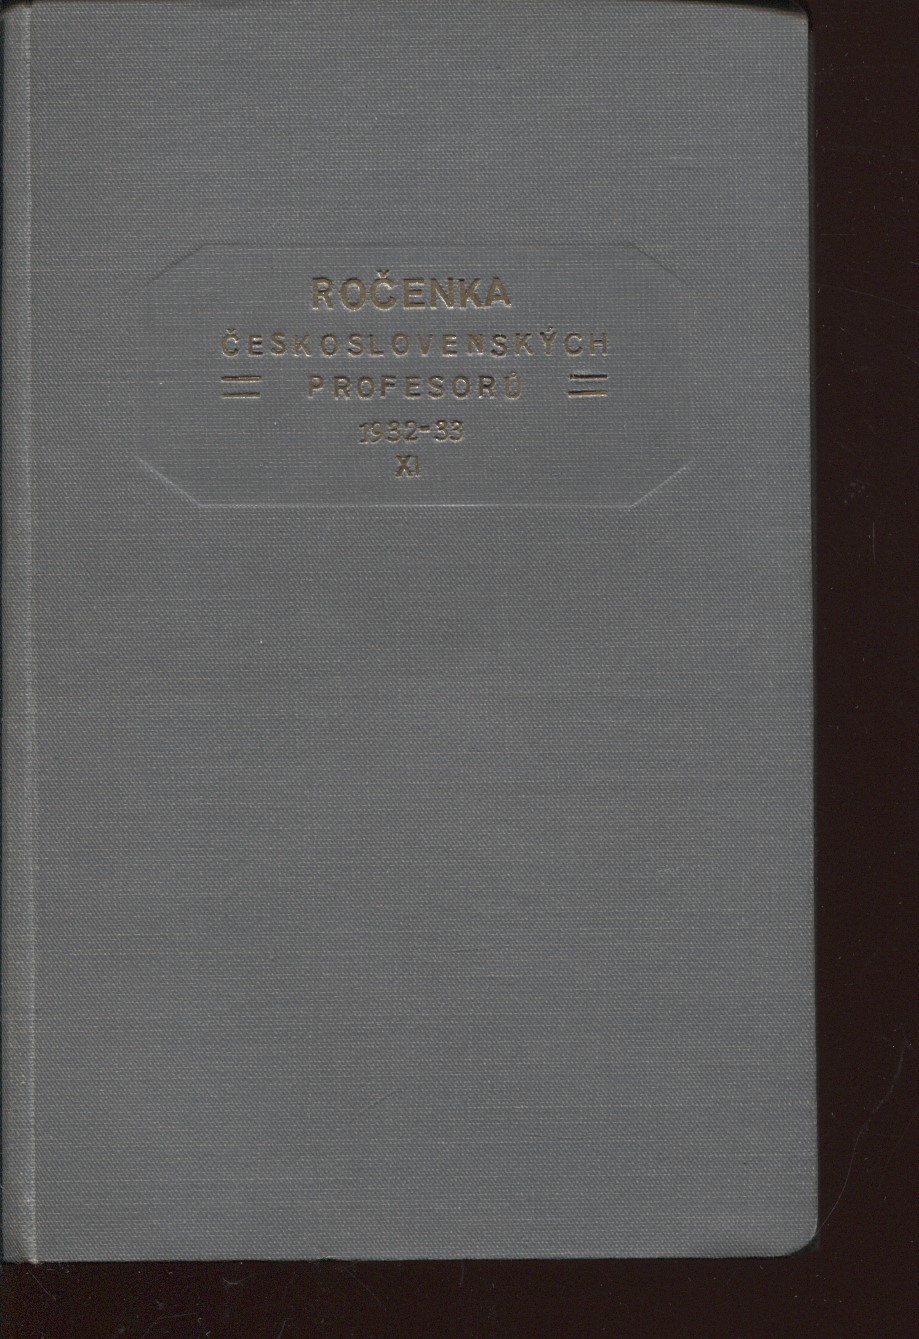 ROČENKA
ČESKOSLOVENSKÝCH
PROFESORŮ
1932-33
XI